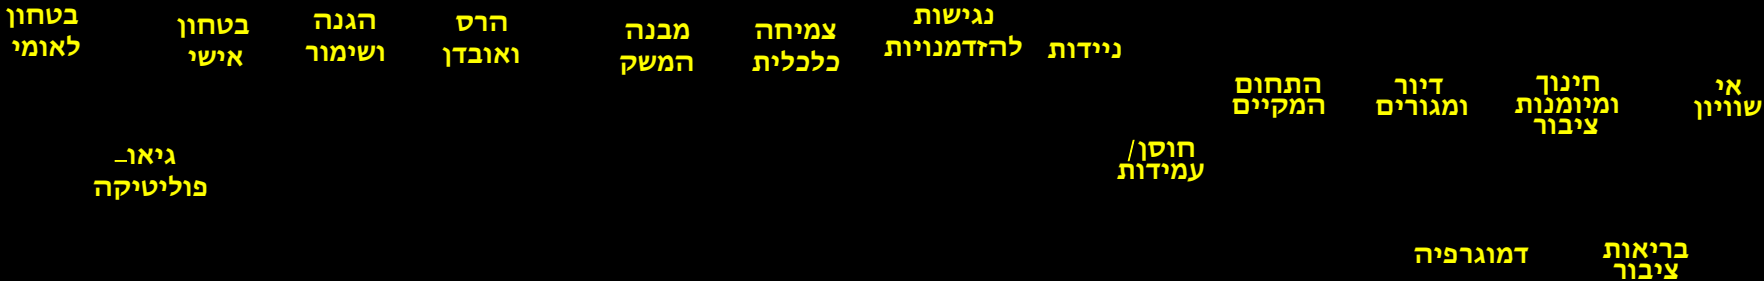 אי
שוויון
חינוך
ומיומנות
ציבור
דיור
ומגורים
התחום
המקיים
ניידות
נגישות
להזדמנויות
צמיחה
כלכלית
מבנה
המשק
הרס
ואובדן
הגנה
ושימור
בטחון
אישי
בטחון
לאומי
חוסן/
עמידות
גיאו–
פוליטיקה
בריאות
ציבור
דמוגרפיה